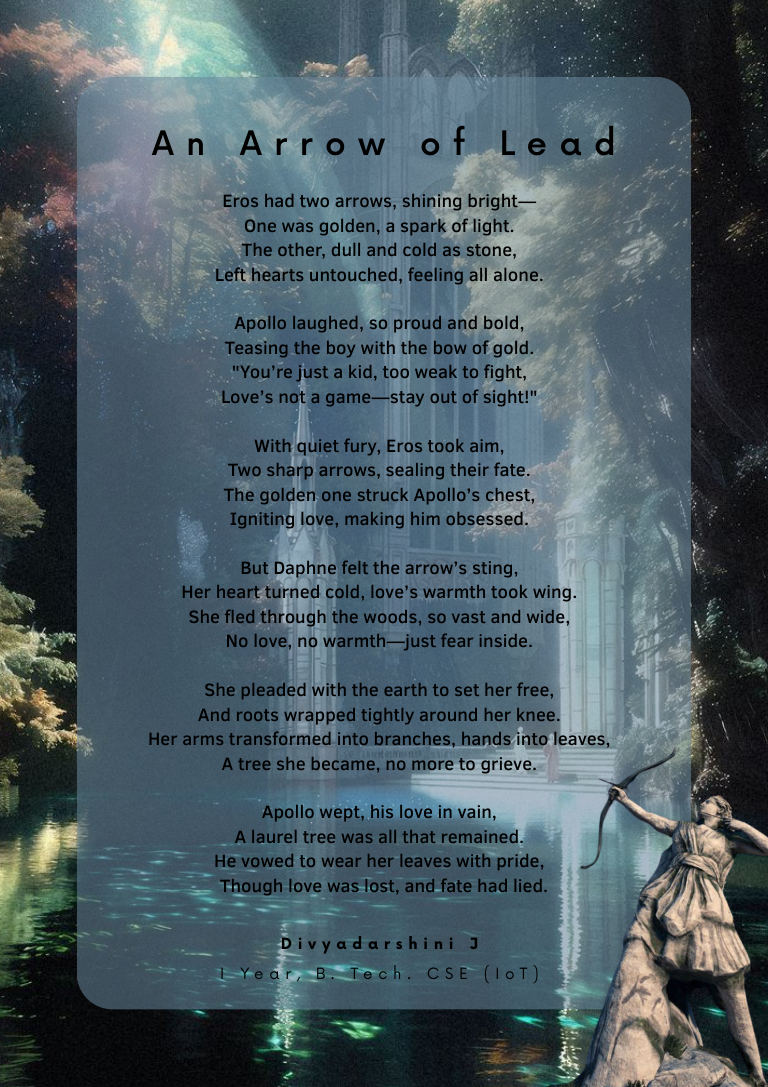 An Arrow of Lead
Eros had two arrows, shining bright—
One was golden, a spark of light.
The other, dull and cold as stone,
Left hearts untouched, feeling all alone.
Apollo laughed, so proud and bold,
Teasing the boy with the bow of gold.
"You’re just a kid, too weak to fight,
Love’s not a game—stay out of sight!"
With quiet fury, Eros took aim,
Two sharp arrows, sealing their fate.
The golden one struck Apollo’s chest,
Igniting love, making him obsessed.
But Daphne felt the arrow’s sting,
Her heart turned cold, love’s warmth took wing.
She fled through the woods, so vast and wide,
No love, no warmth—just fear inside.
She pleaded with the earth to set her free,
And roots wrapped tightly around her knee.
Her arms transformed into branches, hands into leaves,
A tree she became, no more to grieve.
Apollo wept, his love in vain,
A laurel tree was all that remained.
He vowed to wear her leaves with pride,
Though love was lost, and fate had lied.
Divyadarshini J
I Year, B. Tech. CSE (IoT)